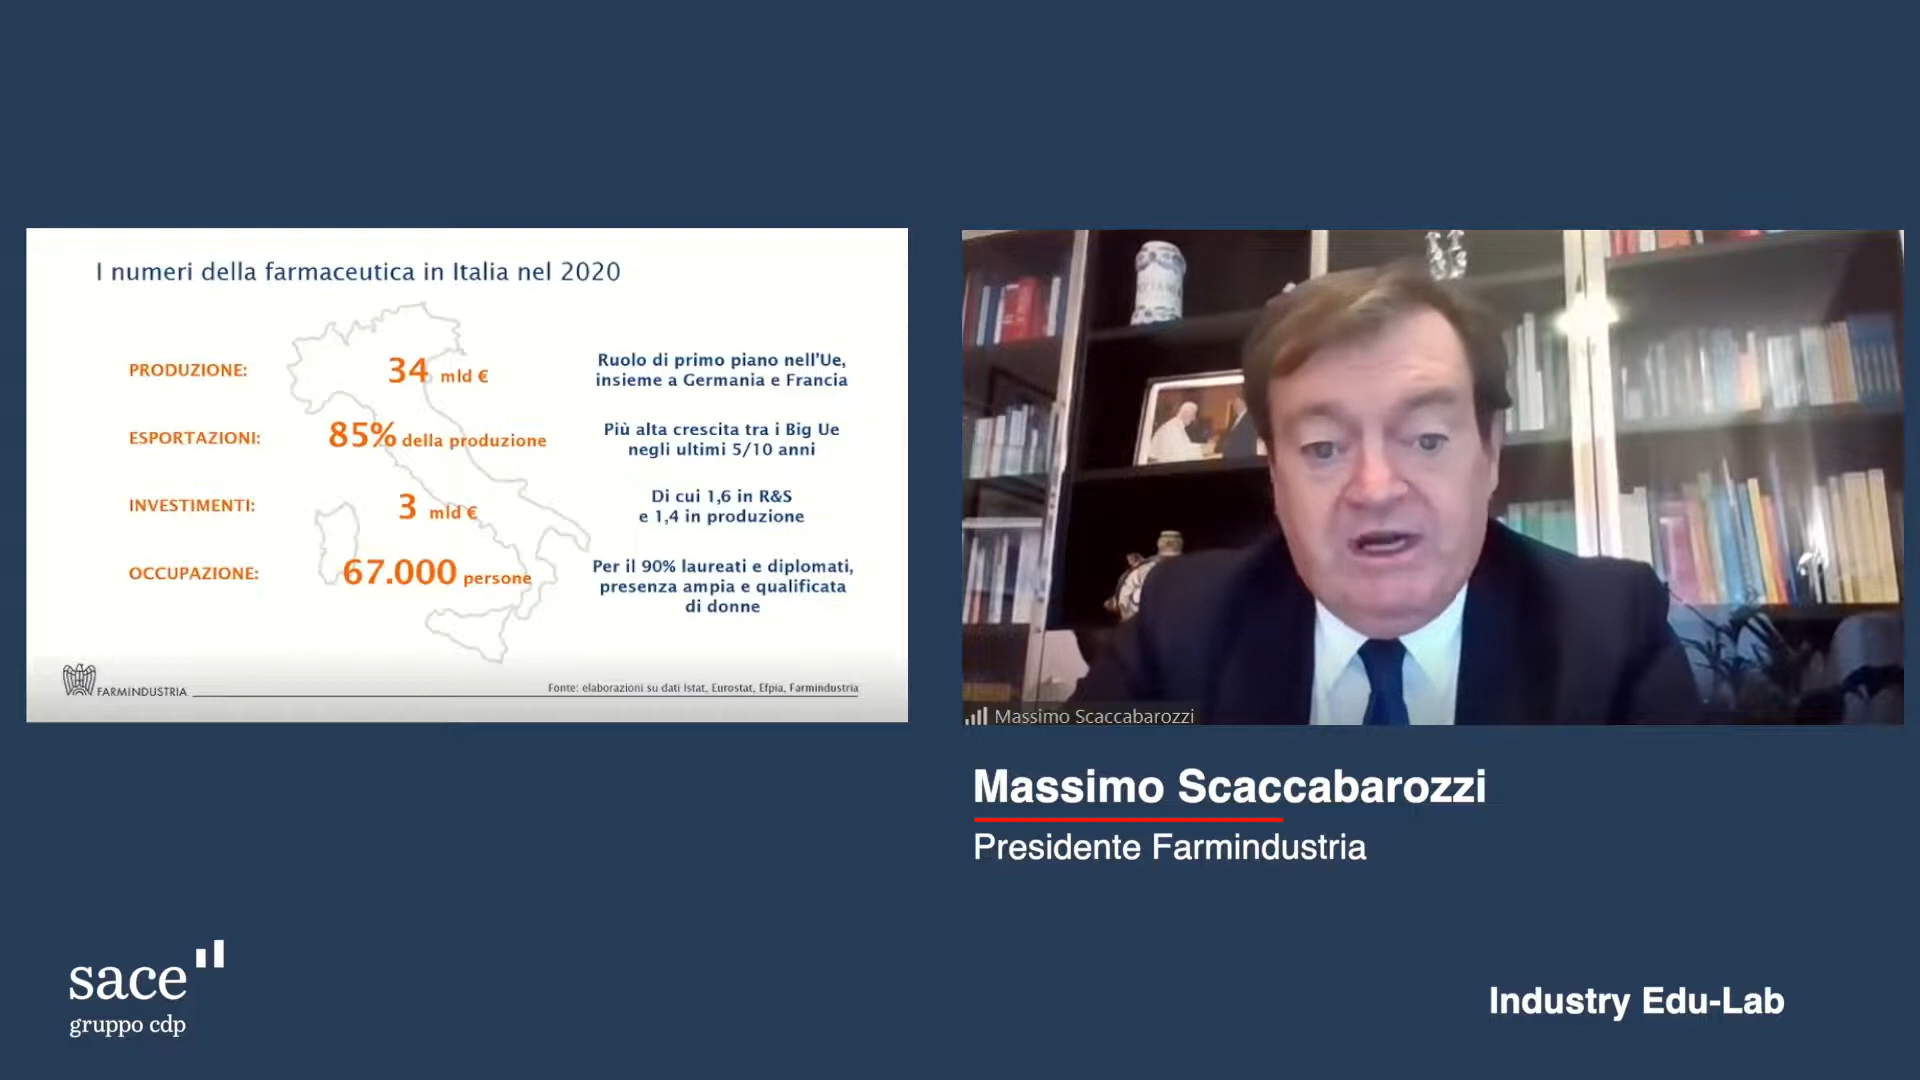 I numeri della farmaceutica in Italia nel 2020
PRODUZIONE:
34 mld €
Ruolo di primo piano nell'Ue,
insieme a Germania e Francia
ESPORTAZIONI:
85% della produzione
Più alta crescita tra i Big Ue
negli ultimi 5/10 anni
INVESTIMENTI:
3 mld €
Di cui 1,6 in R&S
e 1,4 in produzione
OCCUPAZIONE:
67.000 persone
Per il 90% laureati e diplomati,
presenza ampia e qualificata
di donne
FARMINDUSTRIA
Fonte: elaborazioni su dati Istat, Eurostat, Efpia, Farmindustria
Massimo Scaccabarozzi
Massimo Scaccabarozzi
Presidente Farmindustria
sace
gruppo cdp
Industry Edu-Lab